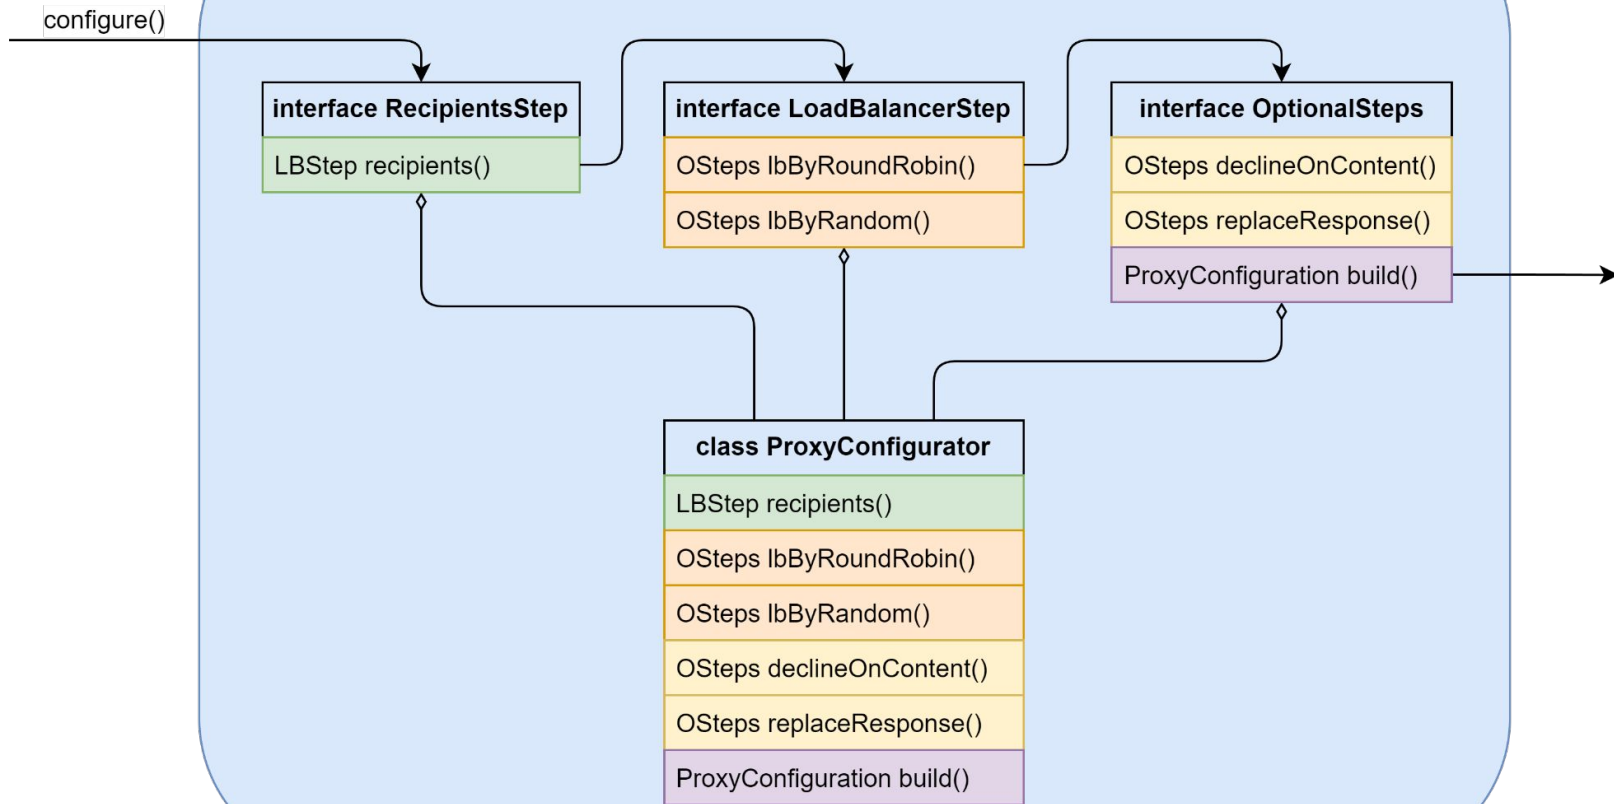 configure()
interface RecipientsStep
LBStep recipients()
interface LoadBalancerStep
OSteps lbByRoundRobin()
OSteps lbByRandom()
interface OptionalSteps
OSteps declineOnContent()
OSteps replaceResponse()
ProxyConfiguration build()
class ProxyConfigurator
LBStep recipients()
OSteps lbByRoundRobin()
OSteps lbByRandom()
OSteps declineOnContent()
OSteps replaceResponse()
ProxyConfiguration build()